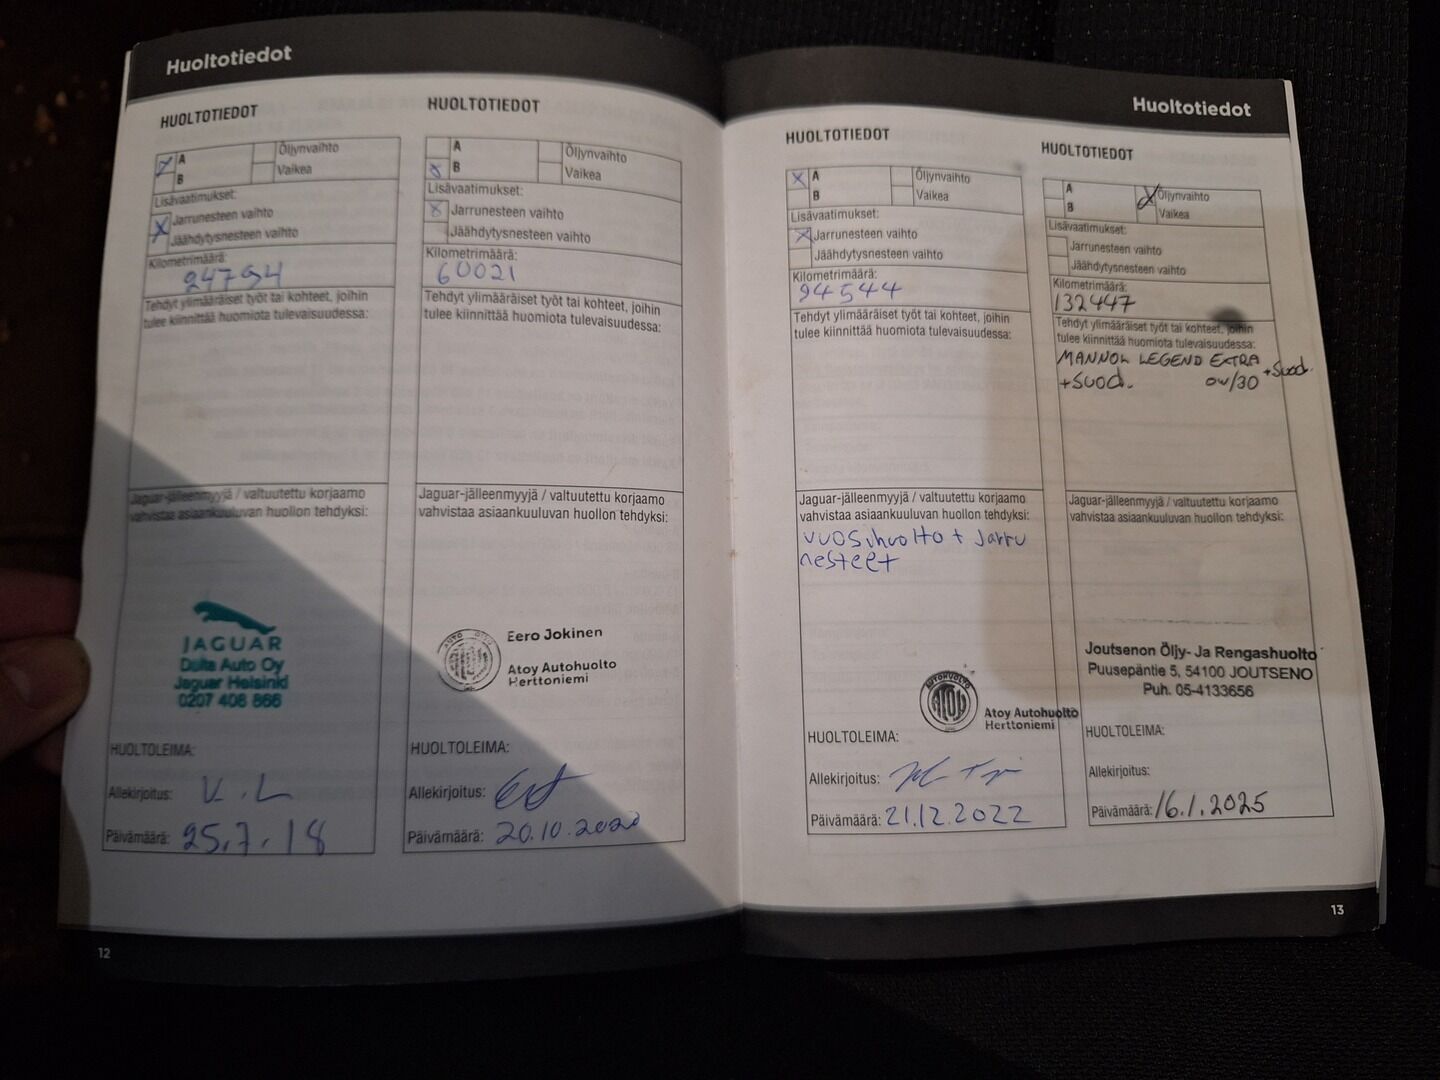 Huoltotiedot
HUOLTOTIEDOT
A
B
Öljynvaihto
Vaikea
Lisävaatimukset:
Jarrunesteen vaihto
Jäähdytysnesteen vaihto
Kilometrimäärä:
24794
Tehdyt ylimääräiset työt tai kohteet, joihin
tulee kiinnittää huomiota tulevaisuudessa:
Jaguar-jälleenmyyjä / valtuutettu korjaamo
vahvistaa asiaankuuluvan huollon tehdyksi:
JAGUAR
Delta Auto Oy
Jaguar Helsinki
0207 408 866
HUOLTOLEIMA:
Allekirjoitus: V. L
Päivämäärä: 25.7.18
12
HUOLTOTIEDOT
A
B
Öljynvaihto
Vaikea
Lisävaatimukset:
Jarrunesteen vaihto
Jäähdytysnesteen vaihto
Kilometrimäärä:
60021
Tehdyt ylimääräiset työt tai kohteet, joihin
tulee kiinnittää huomiota tulevaisuudessa:
Jaguar-jälleenmyyjä / valtuutettu korjaamo
vahvistaa asiaankuuluvan huollon tehdyksi:
Eero Jokinen
Atoy Autohuolto
Herttoniemi
HUOLTOLEIMA:
Allekirjoitus:
Päivämäärä: 20.10.2020
Huoltotiedot
HUOLTOTIEDOT
A
B
Öljynvaihto
Vaikea
Lisävaatimukset:
Jarrunesteen vaihto
Jäähdytysnesteen vaihto
Kilometrimäärä:
94544
Tehdyt ylimääräiset työt tai kohteet, joihin
tulee kiinnittää huomiota tulevaisuudessa:
Jaguar-jälleenmyyjä / valtuutettu korjaamo
vahvistaa asiaankuuluvan huollon tehdyksi:
vuosihuolto + Jarru
nesteet
AUTOHUOLTO
ATOY
Atoy Autohuolto
Herttoniemi
HUOLTOLEIMA:
Allekirjoitus:
Päivämäärä: 21.12.2022
HUOLTOTIEDOT
A
B
Öljynvaihto
Vaikea
Lisävaatimukset:
Jarrunesteen vaihto
Jäähdytysnesteen vaihto
Kilometrimäärä:
132447
Tehdyt ylimääräiset työt tai kohteet, joihin
tulee kiinnittää huomiota tulevaisuudessa:
MANNOL LEGEND EXTRA +Suod.
+Suod. 0W/30
Jaguar-jälleenmyyjä / valtuutettu korjaamo
vahvistaa asiaankuuluvan huollon tehdyksi:
Joutsenon Öljy- Ja Rengashuolto
Puusepäntie 5, 54100 JOUTSENO
Puh. 05-4133656
HUOLTOLEIMA:
Allekirjoitus:
Päivämäärä: 16.1.2025
13